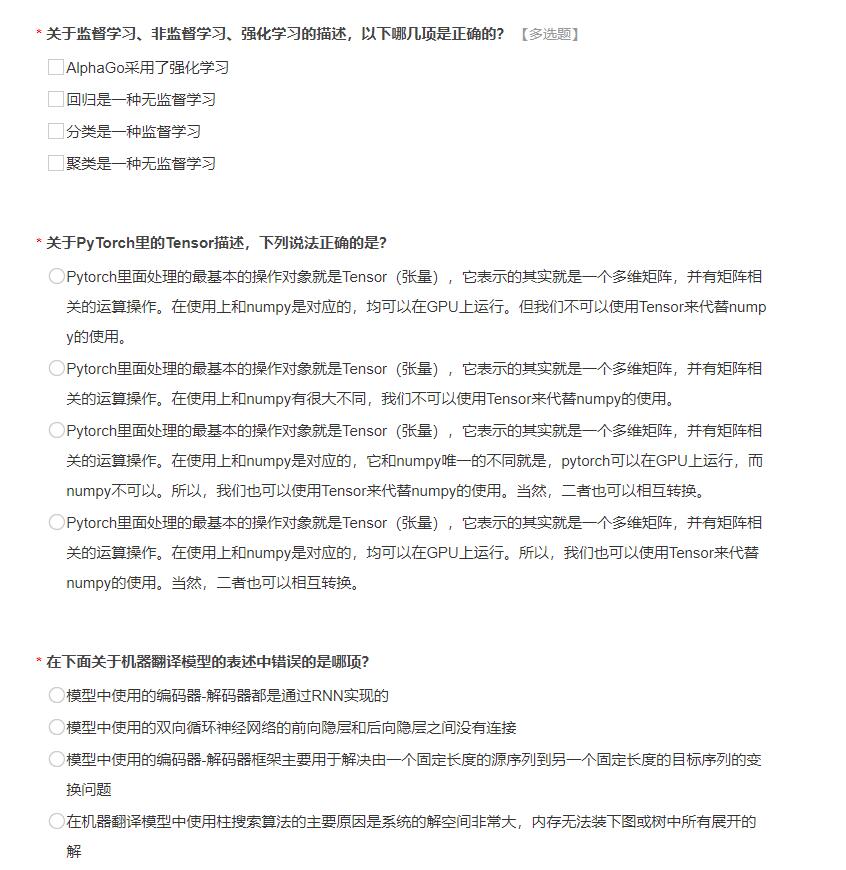 * 关于监督学习、非监督学习、强化学习的描述，以下哪几项是正确的？ 【多选题】
AlphaGo采用了强化学习
回归是一种无监督学习
分类是一种监督学习
聚类是一种无监督学习
* 关于PyTorch里的Tensor描述，下列说法正确的是?
Pytorch里面处理的最基本的操作对象就是Tensor（张量），它表示的其实就是一个多维矩阵，并有矩阵相
关的运算操作。在使用上和numpy是对应的，均可以在GPU上运行。但我们不可以使用Tensor来代替nump
y的使用。
Pytorch里面处理的最基本的操作对象就是Tensor（张量），它表示的其实就是一个多维矩阵，并有矩阵相
关的运算操作。在使用上和numpy有很大不同，我们不可以使用Tensor来代替numpy的使用。
Pytorch里面处理的最基本的操作对象就是Tensor（张量），它表示的其实就是一个多维矩阵，并有矩阵相
关的运算操作。在使用上和numpy是对应的，它和numpy唯一的不同就是，pytorch可以在GPU上运行，而
numpy不可以。所以，我们也可以使用Tensor来代替numpy的使用。当然，二者也可以相互转换。
Pytorch里面处理的最基本的操作对象就是Tensor（张量），它表示的其实就是一个多维矩阵，并有矩阵相
关的运算操作。在使用上和numpy是对应的，均可以在GPU上运行。所以，我们也可以使用Tensor来代替
numpy的使用。当然，二者也可以相互转换。
* 在下面关于机器翻译模型的表述中错误的是哪项?
模型中使用的编码器-解码器都是通过RNN实现的
模型中使用的双向循环神经网络的前向隐层和后向隐层之间没有连接
模型中使用的编码器-解码器框架主要用于解决由一个固定长度的源序列到另一个固定长度的目标序列的变
换问题
在机器翻译模型中使用柱搜索算法的主要原因是系统的解空间非常大，内存无法装下图或树中所有展开的
解